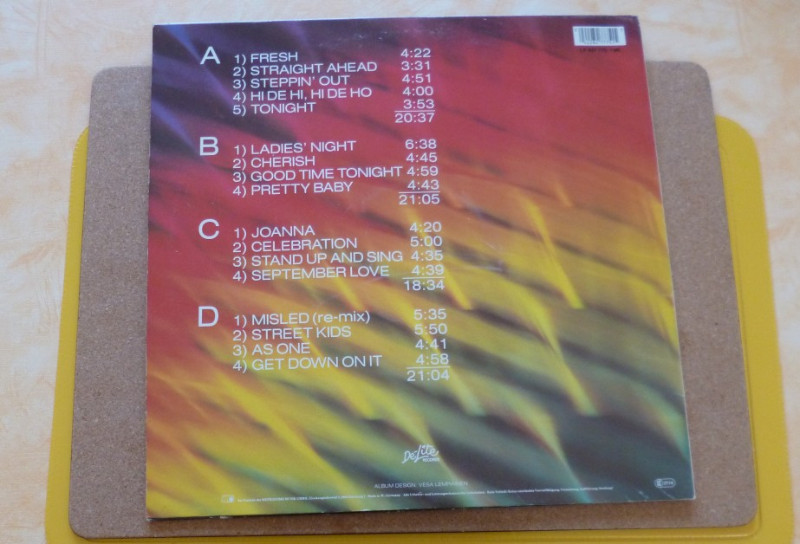 A
1) FRESH 4:22
2) STRAIGHT AHEAD 3:31
3) STEPPIN' OUT 4:51
4) HI DE HI, HI DE HO 4:00
5) TONIGHT 3:53
20:37
B
1) LADIES' NIGHT 6:38
2) CHERISH 4:45
3) GOOD TIME TONIGHT 4:59
4) PRETTY BABY 4:43
21:05
C
1) JOANNA 4:20
2) CELEBRATION 5:00
3) STAND UP AND SING 4:35
4) SEPTEMBER LOVE 4:39
18:34
D
1) MISLED (re-mix) 5:35
2) STREET KIDS 5:50
3) AS ONE 4:41
4) GET DOWN ON IT 4:58
21:04
De-Lite
ALBUM DESIGN: